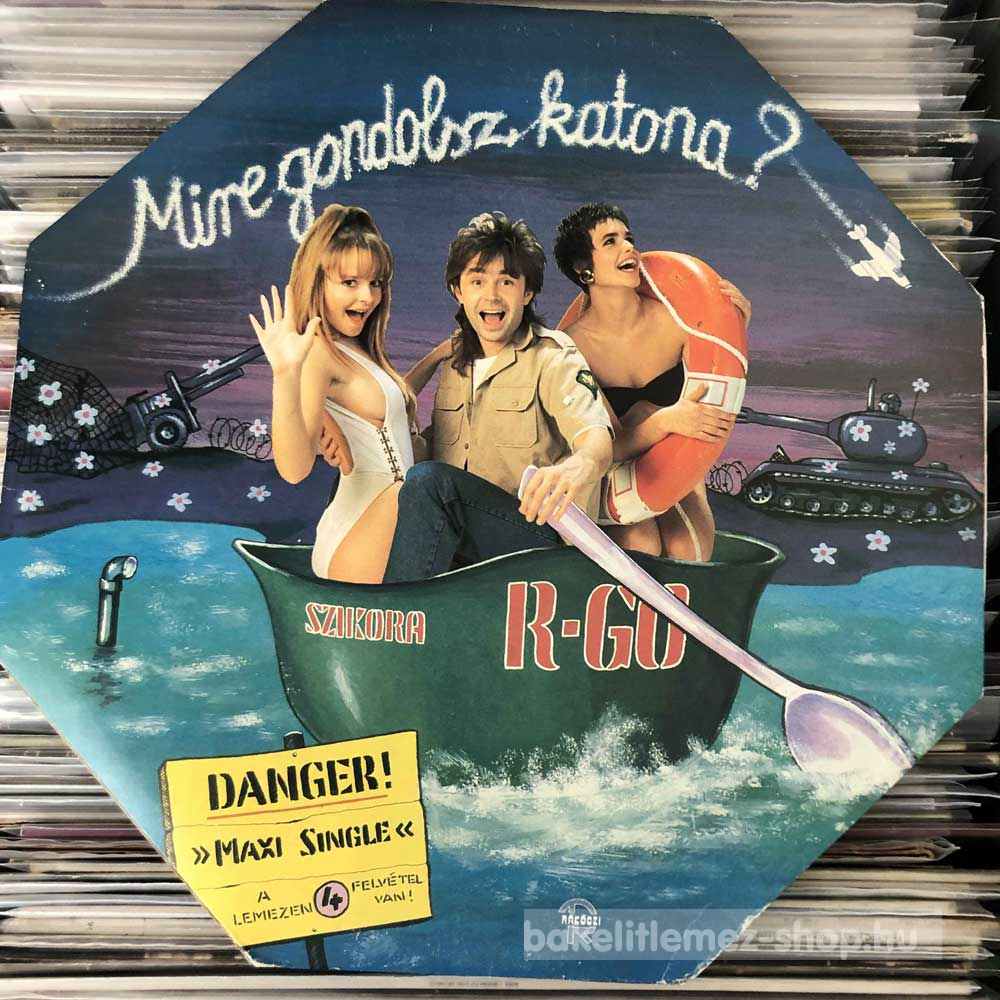 Mire gondolsz katona?
SZIKORA
R-GO
DANGER!
» MAXI SINGLE «
A 4 FELVÉTEL
LEMEZEN VAN!
RÁKÓCZI
bakelitlemez-shop.hu